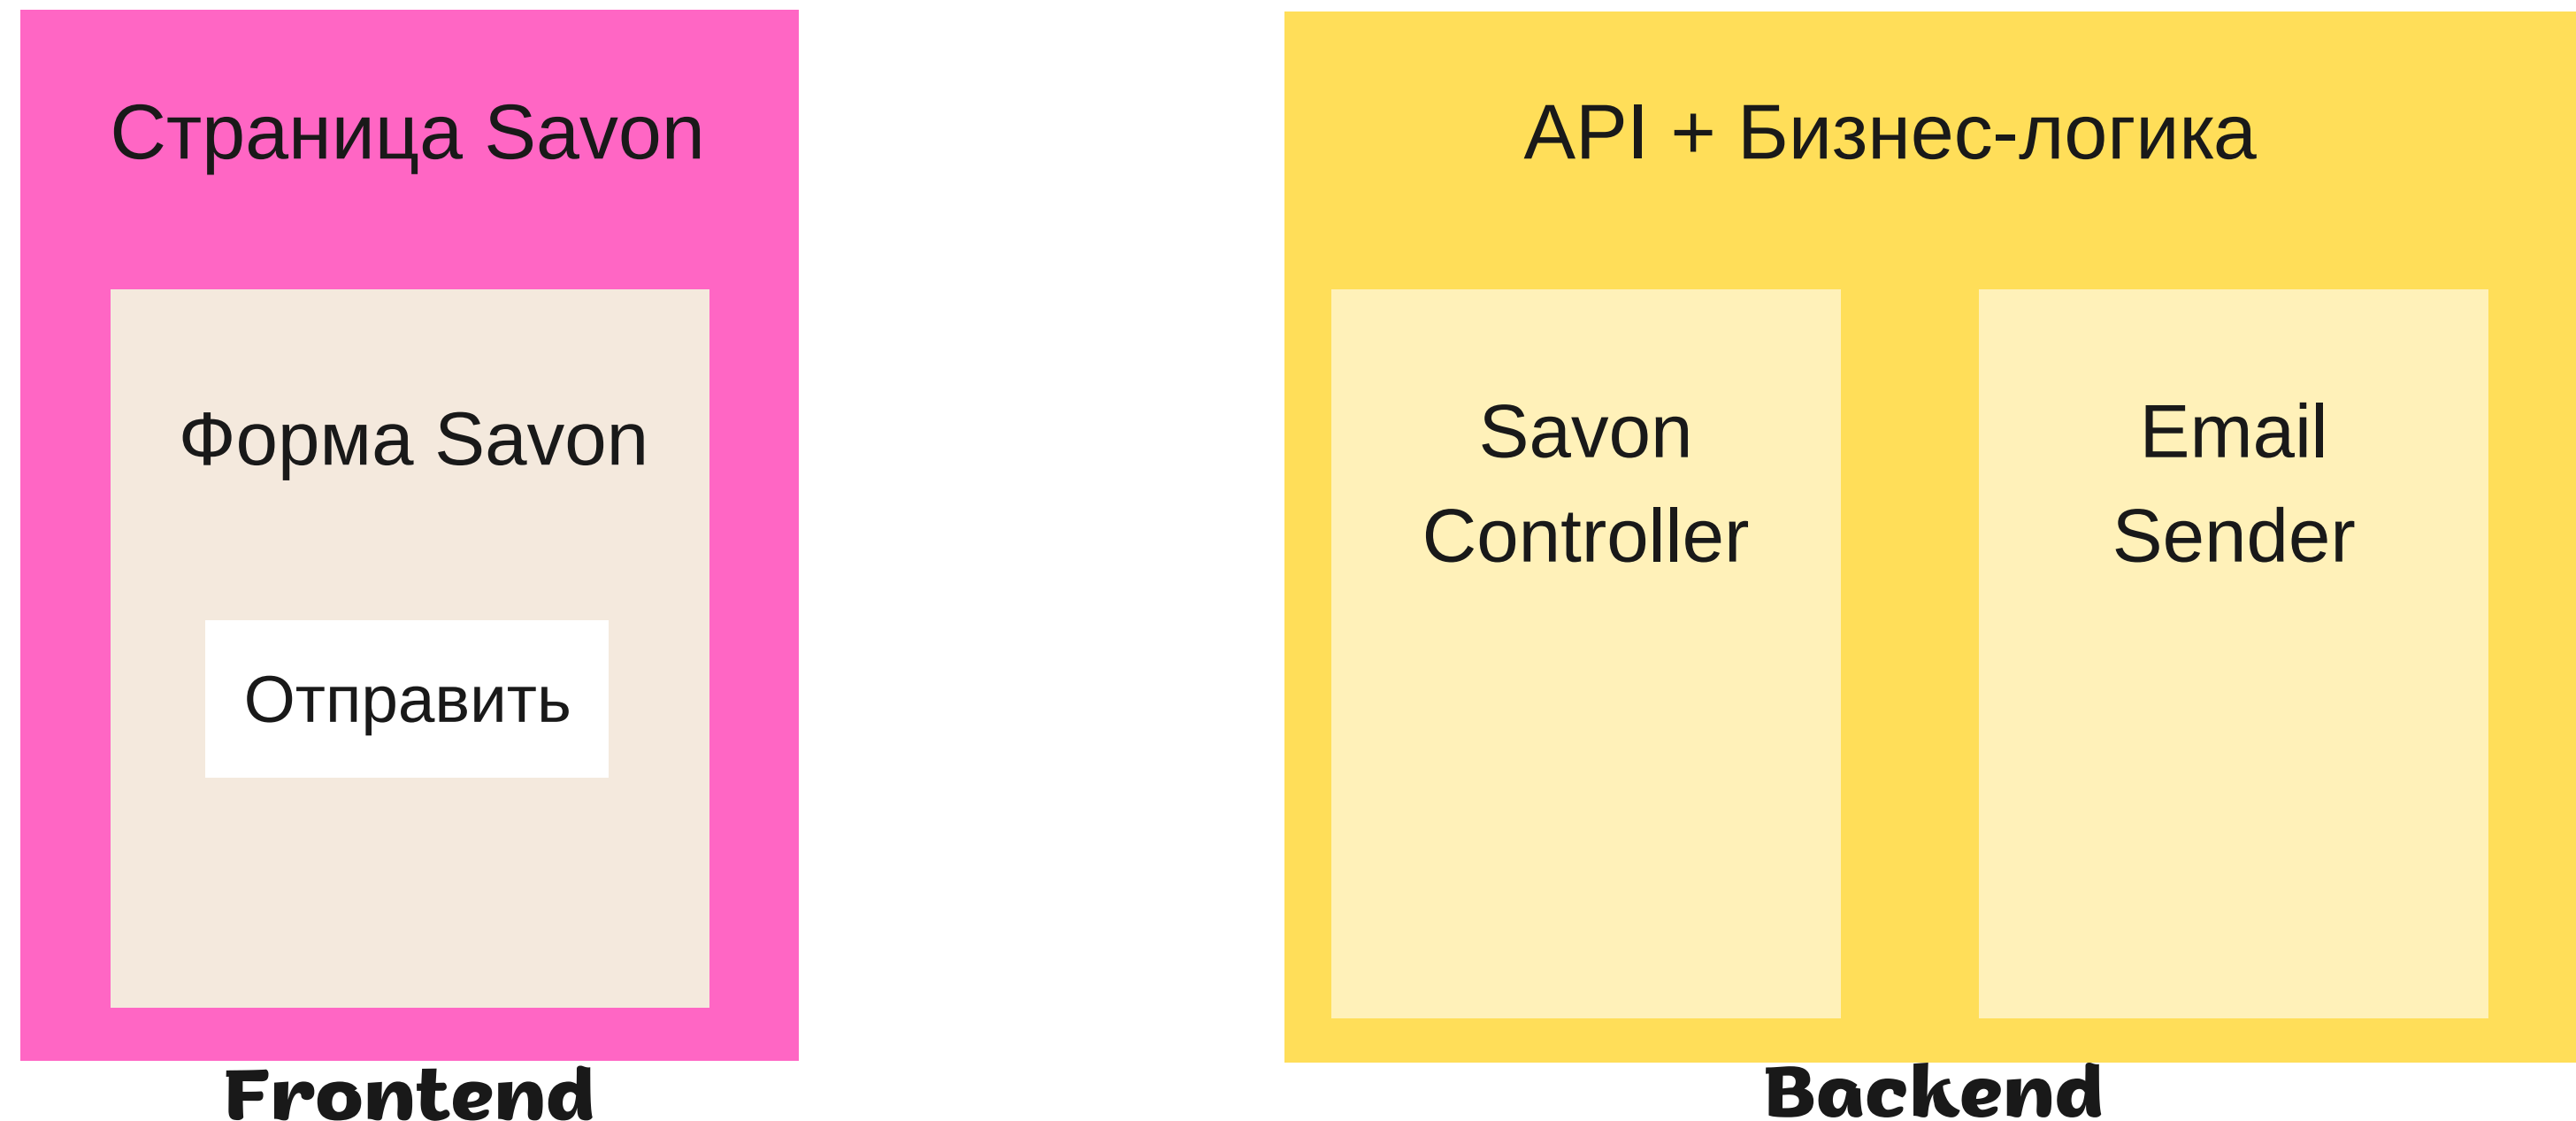 Страница Savon
Форма Savon
Отправить
Frontend
API + Бизнес-логика
Savon
Controller
Email
Sender
Backend